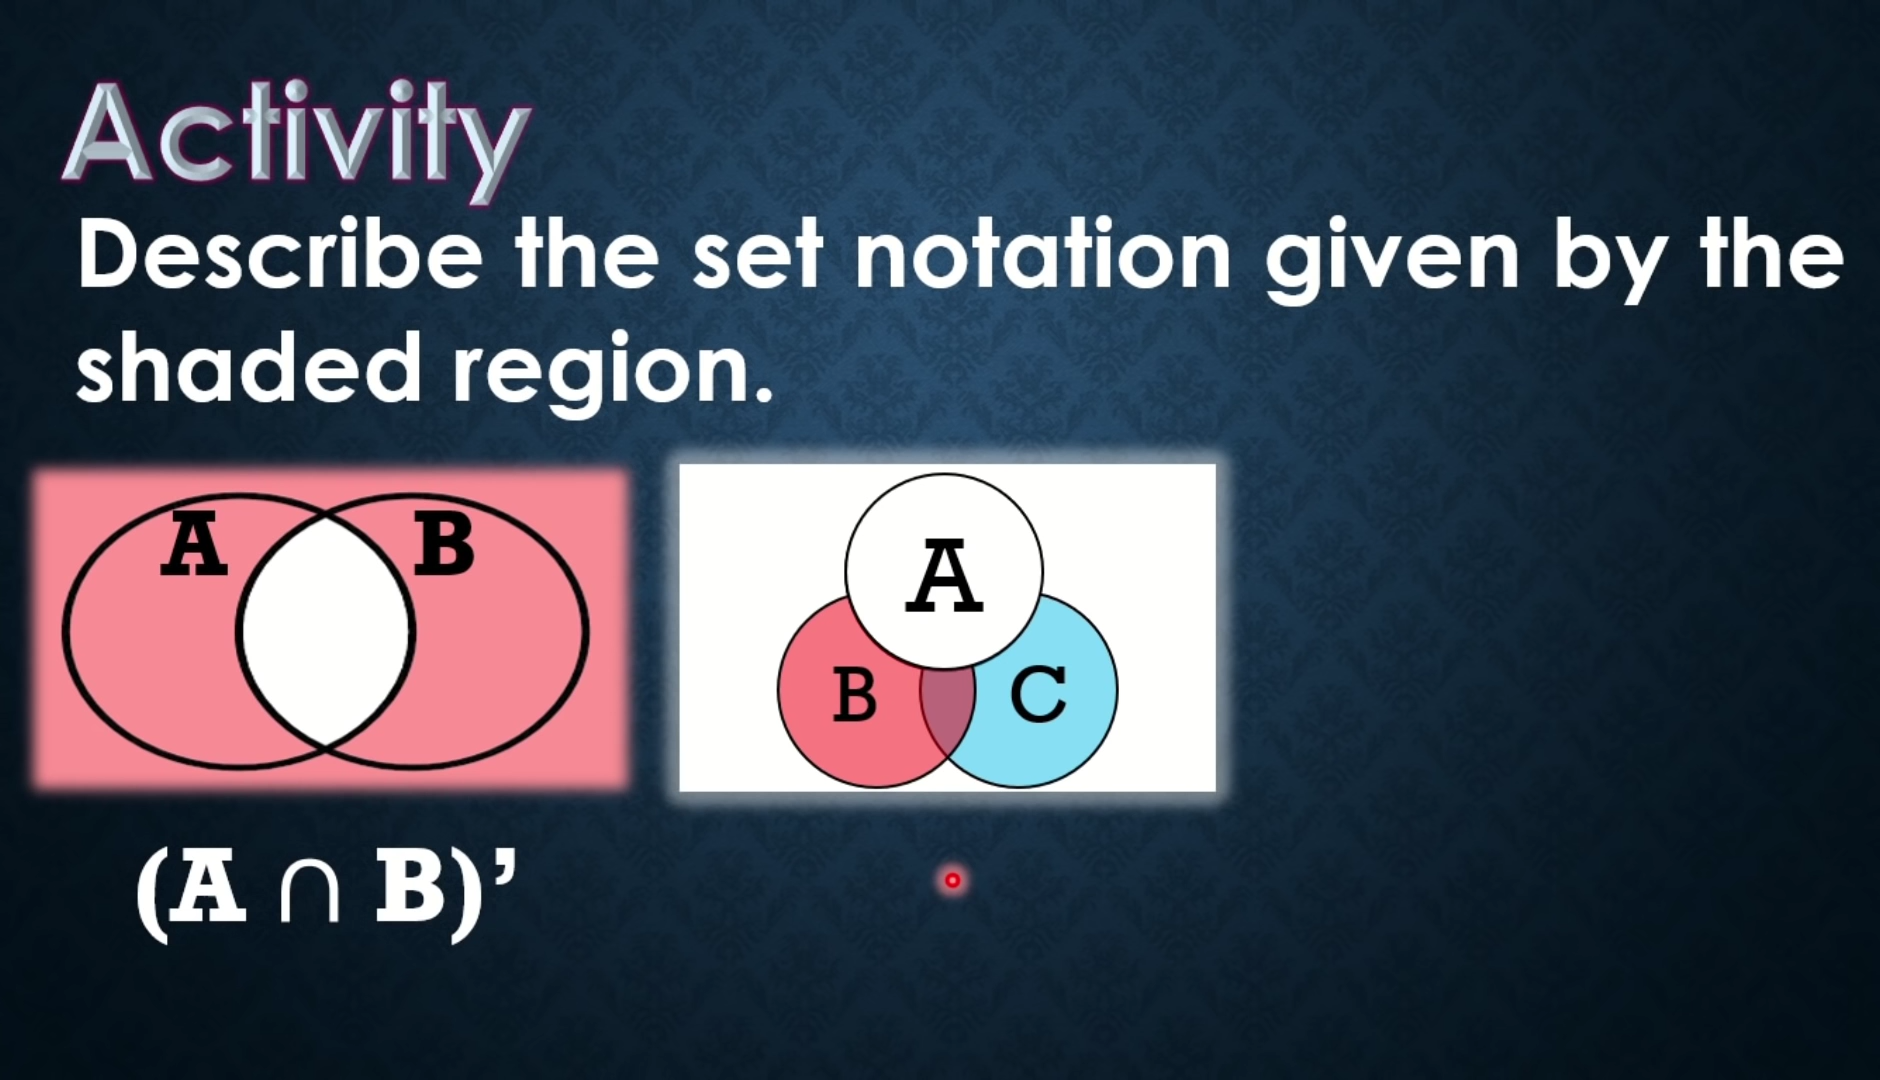 Activity
Describe the set notation given by the
shaded region.
A B
A
B C
(A ∩ B)’